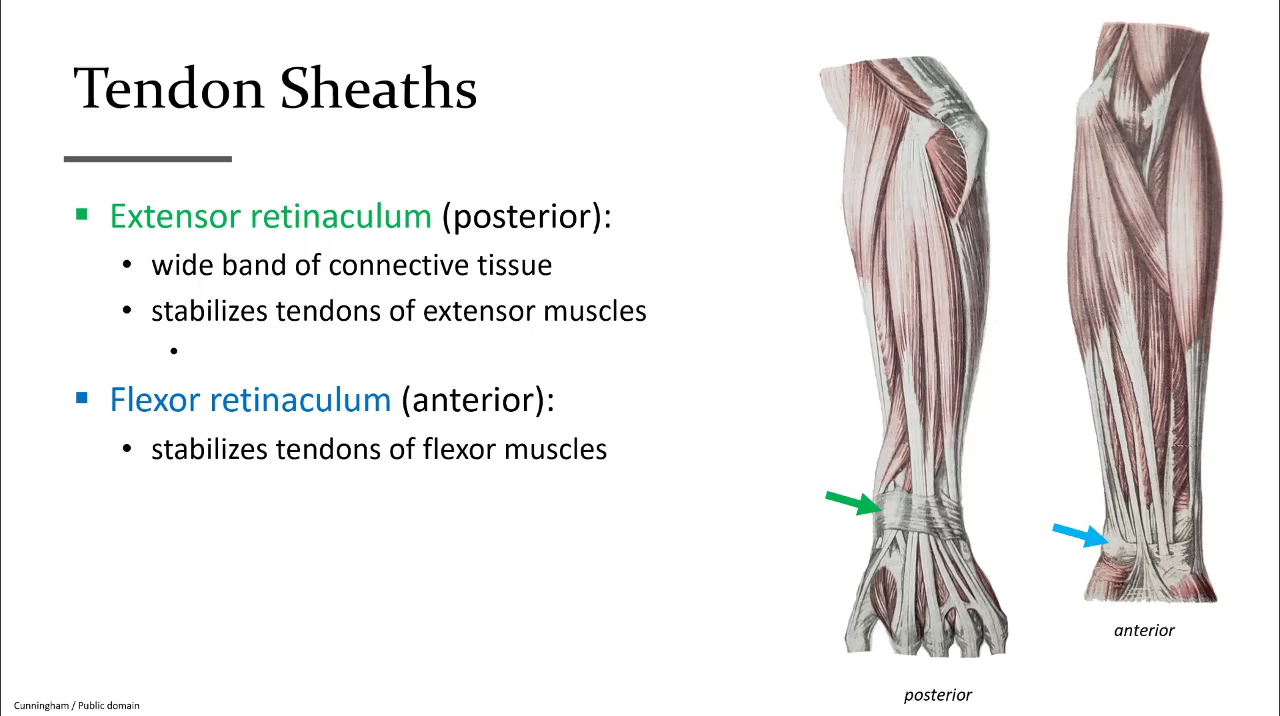 Tendon Sheaths
▪ Extensor retinaculum (posterior):
• wide band of connective tissue
• stabilizes tendons of extensor muscles
•
▪ Flexor retinaculum (anterior):
• stabilizes tendons of flexor muscles
anterior
posterior
Cunningham / Public domain